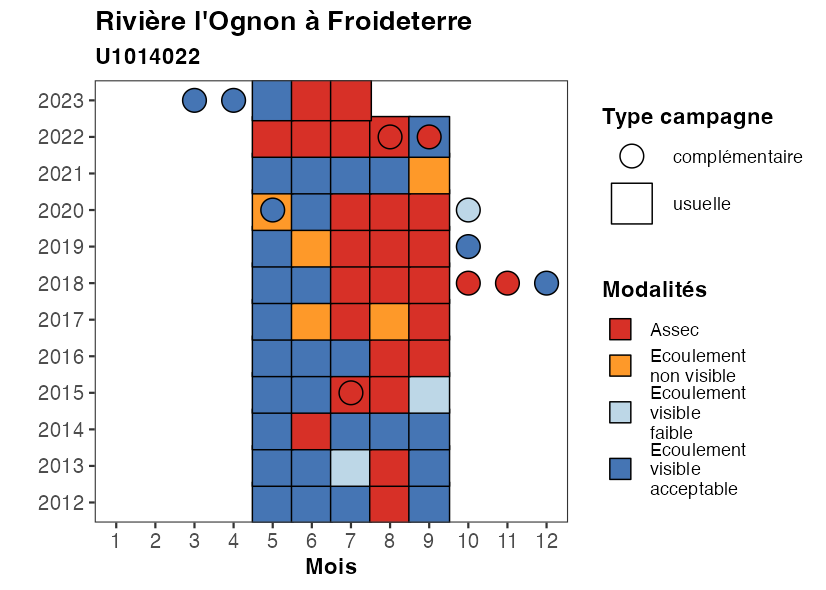 Rivière l'Ognon à Froideterre
U1014022
2023
2022
2021
2020
2019
2018
2017
2016
2015
2014
2013
2012
1 2 3 4 5 6 7 8 9 10 11 12
Mois
Type campagne
complémentaire
usuelle
Modalités
Assec
Ecoulement
non visible
Ecoulement
visible
faible
Ecoulement
visible
acceptable